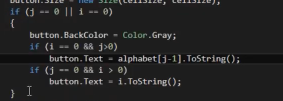 button.Size = new Size(cellSize, cellSize);
if (j == 0 || i == 0)
{
button.BackColor = Color.Gray;
if (i == 0 && j>0)
button.Text = alphabet[j-1].ToString();
if (j == 0 && i > 0)
button.Text = i.ToString();
}